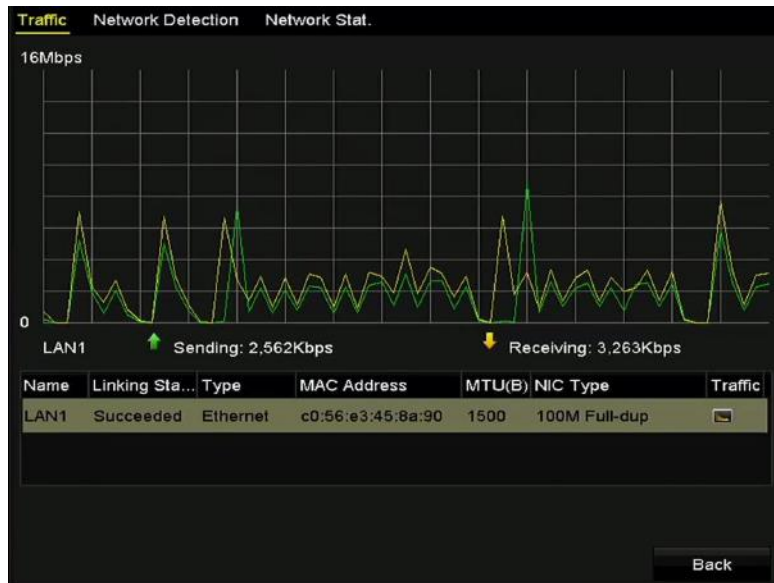 Traffic Network Detection Network Stat.
16Mbps
0
LAN1 Sending: 2,562Kbps Receiving: 3,263Kbps
Name Linking Sta... Type MAC Address MTU(B) NIC Type Traffic
LAN1 Succeeded Ethernet c0:56:e3:45:8a:90 1500 100M Full-dup
Back